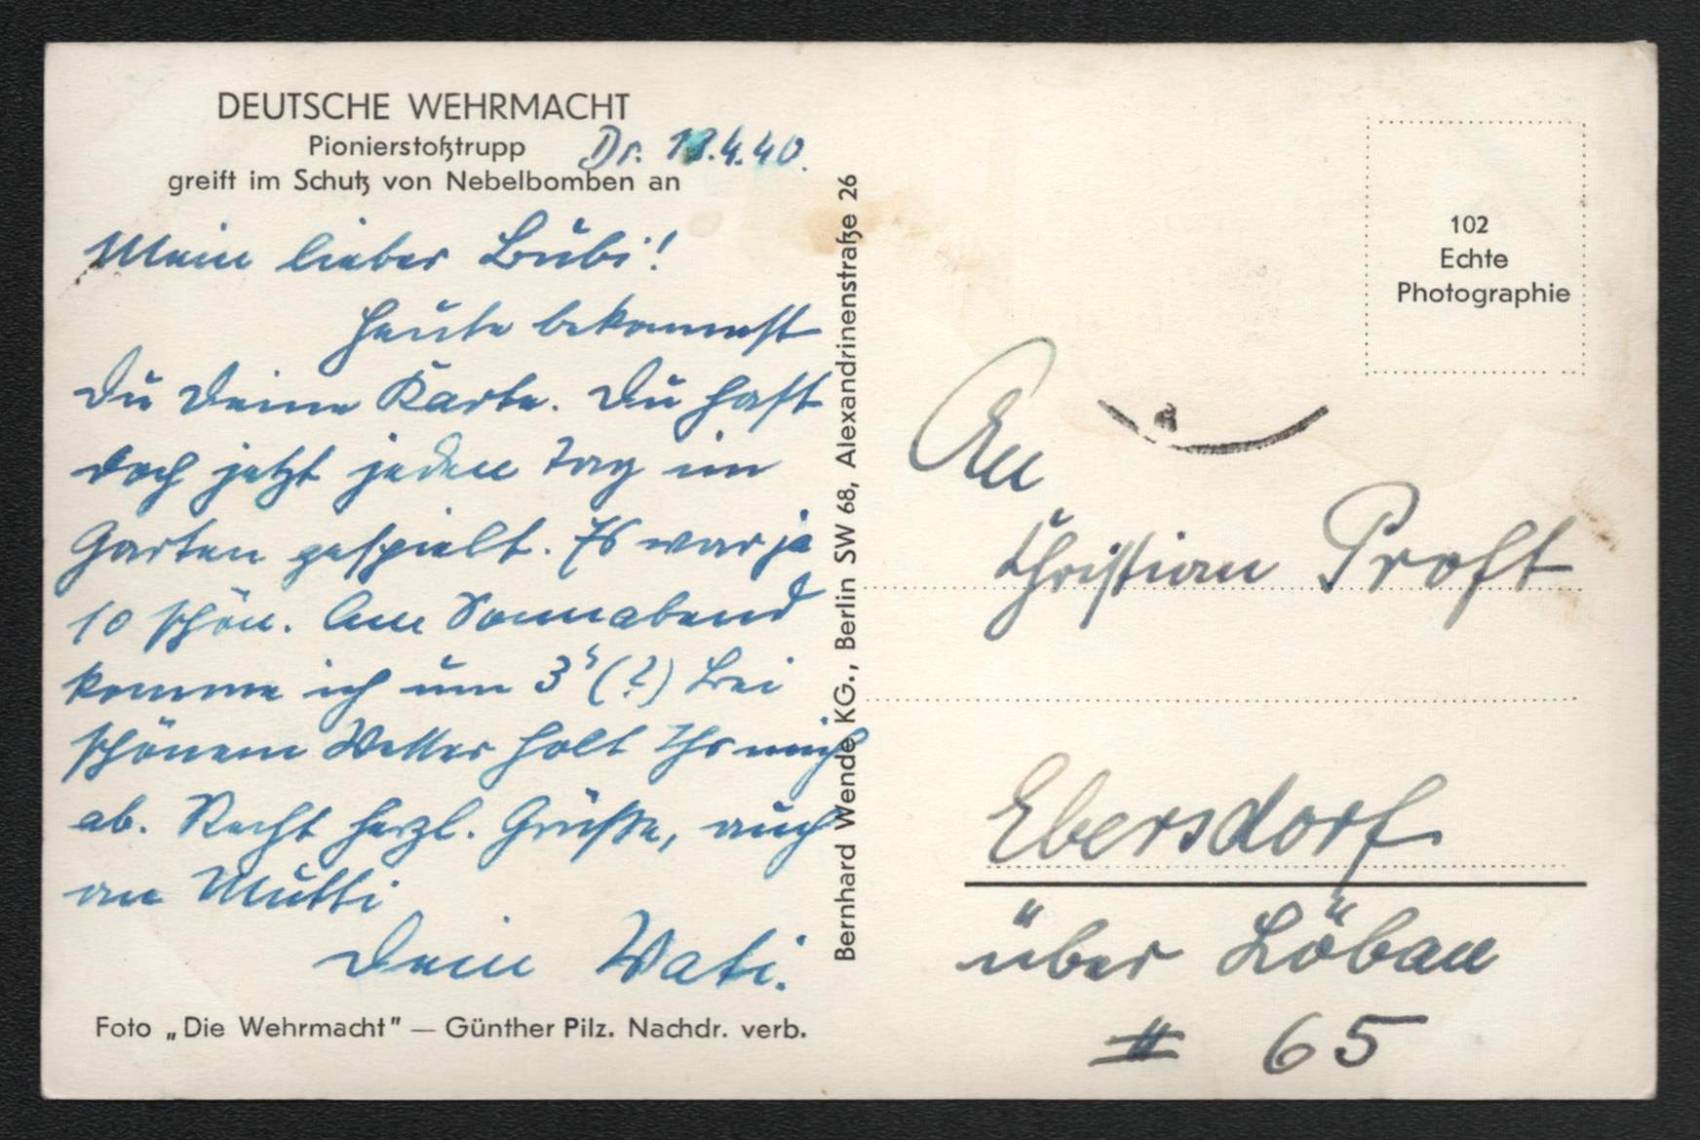 DEUTSCHE WEHRMACHT
Pionierstoßtrupp
greift im Schutz von Nebelbomben an
Dr. .4.40.
Mein lieber Bubi!
Heute bekommst
Du Deine Karte. Du hast
doch jetzt jeden Tag im
Garten gespielt. Es war ja
so schön. Am Sonnabend
komme ich um 3 (?) Bei
schönem Wetter holt Ihr mich
ab. Recht herzl. Grüße, auch
an Mutti
Dein Vati.
Foto „Die Wehrmacht" — Günther Pilz. Nachdr. verb.
Bernhard Wende KG., Berlin SW 68, Alexandrinenstraße 26
102
Echte
Photographie
An
Christian Proft
Ebersdorf
über Löbau
# 65